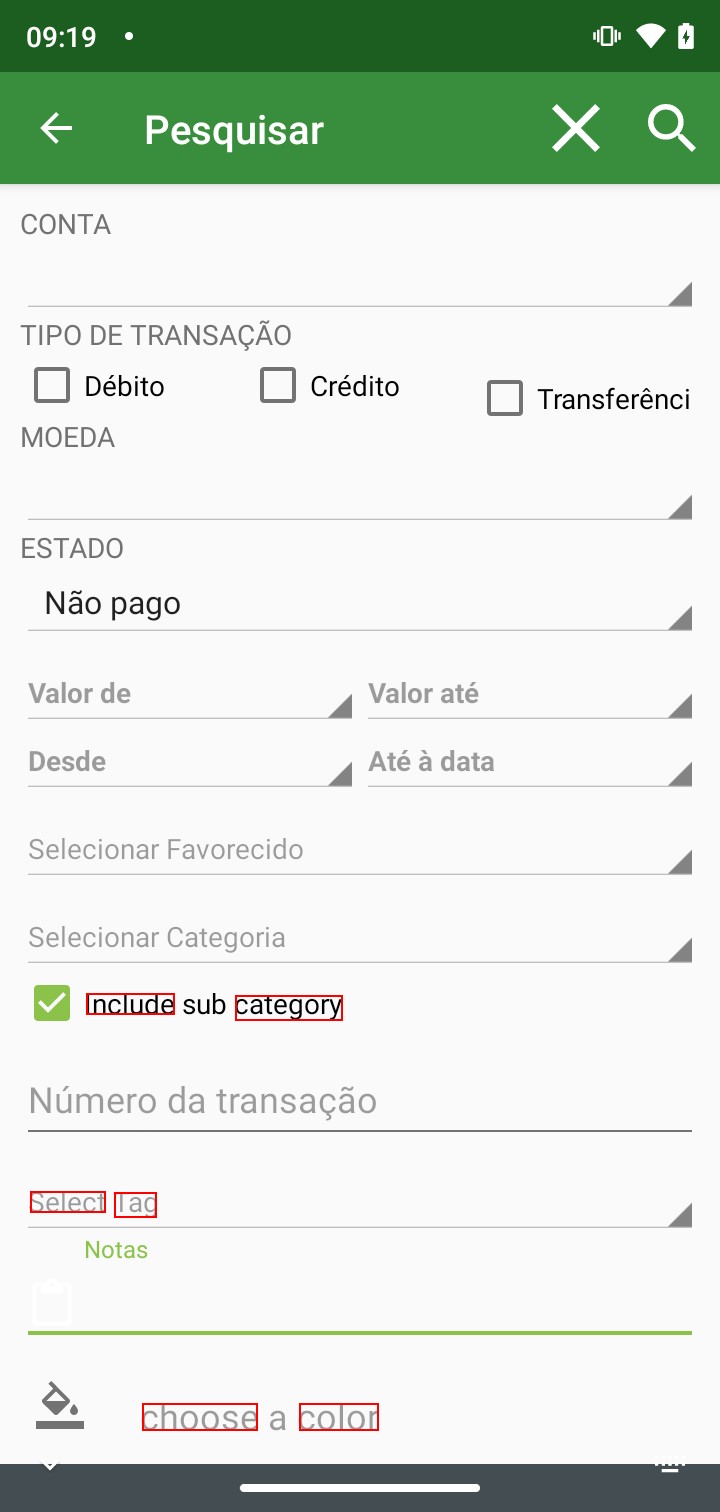 09:19
Pesquisar
CONTA
TIPO DE TRANSAÇÃO
Débito Crédito Transferênci
MOEDA
ESTADO
Não pago
Valor de Valor até
Desde Até à data
Selecionar Favorecido
Selecionar Categoria
Include sub category
Número da transação
Select Tag
Notas
choose a color